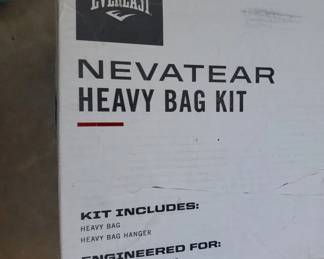 EVERLAST
NEVATEAR
HEAVY BAG KIT
KIT INCLUDES:
HEAVY BAG
HEAVY BAG HANGER
ENGINEERED FOR: